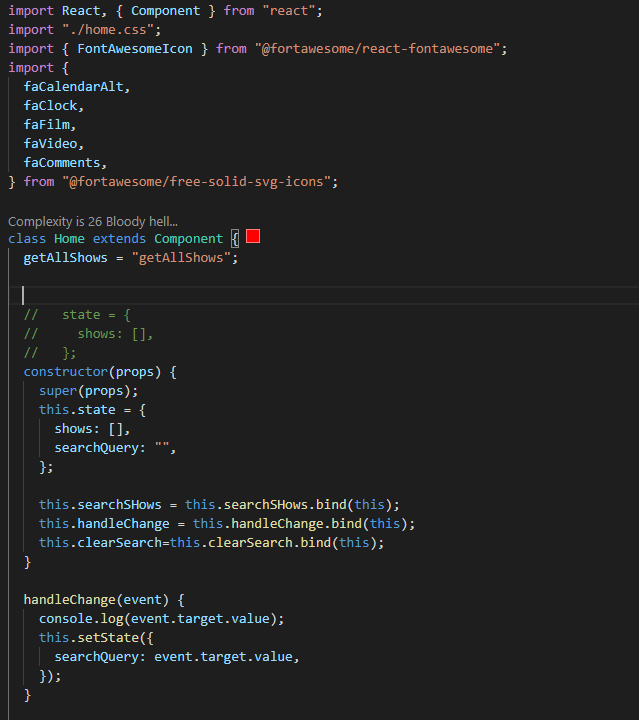 import React, { Component } from "react";
import "./home.css";
import { FontAwesomeIcon } from "@fortawesome/react-fontawesome";
import {
  faCalendarAlt,
  faClock,
  faFilm,
  faVideo,
  faComments,
} from "@fortawesome/free-solid-svg-icons";
Complexity is 26 Bloody hell...
class Home extends Component {
  getAllShows = "getAllShows";
  //   state = {
  //     shows: [],
  //   };
  constructor(props) {
    super(props);
    this.state = {
      shows: [],
      searchQuery: "",
    };
    this.searchSHows = this.searchSHows.bind(this);
    this.handleChange = this.handleChange.bind(this);
    this.clearSearch=this.clearSearch.bind(this);
  }
  handleChange(event) {
    console.log(event.target.value);
    this.setState({
      searchQuery: event.target.value,
    });
  }